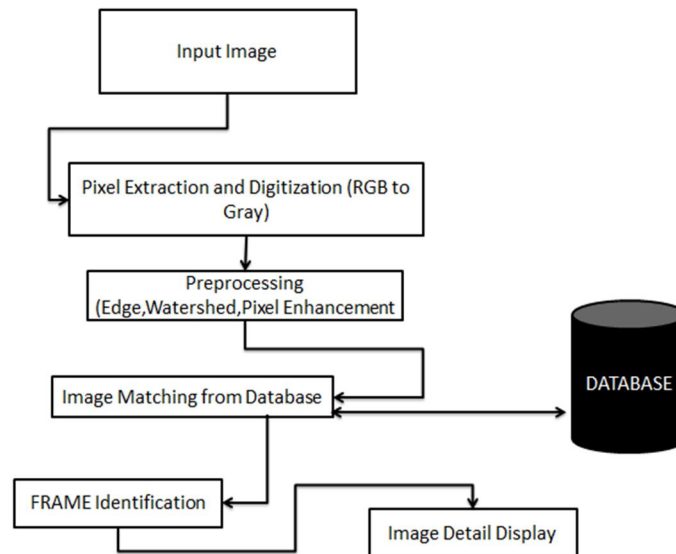 Input Image
Pixel Extraction and Digitization (RGB to
Gray)
Preprocessing
(Edge,Watershed,Pixel Enhancement
DATABASE
Image Matching from Database
FRAME Identification
Image Detail Display